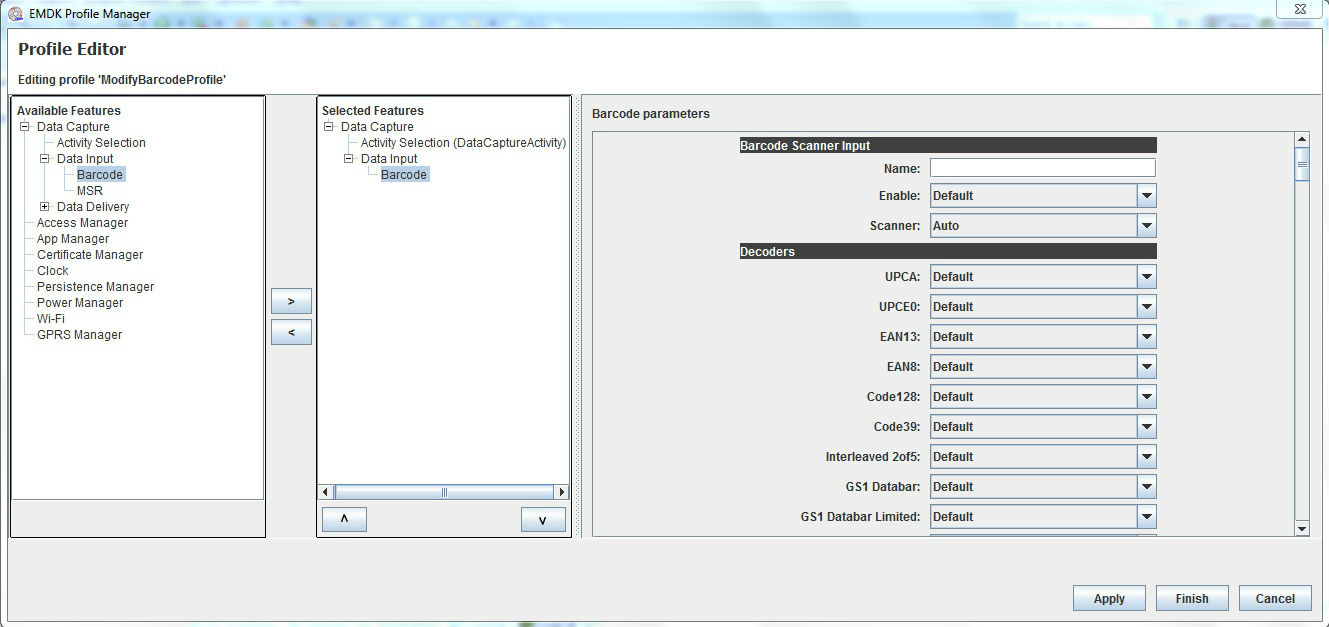 EMDK Profile Manager
Profile Editor
Editing profile 'ModifyBarcodeProfile'
Available Features
Data Capture
Activity Selection
Data Input
Barcode
MSR
Data Delivery
Access Manager
App Manager
Certificate Manager
Clock
Persistence Manager
Power Manager
Wi-Fi
GPRS Manager
>
<
Selected Features
Data Capture
Activity Selection (DataCaptureActivity)
Data Input
Barcode
Barcode parameters
Barcode Scanner Input
Name:
Enable: Default
Scanner: Auto
Decoders
UPCA: Default
UPCE0: Default
EAN13: Default
EAN8: Default
Code128: Default
Code39: Default
Interleaved 2of5: Default
GS1 Databar: Default
GS1 Databar Limited: Default
Apply Finish Cancel